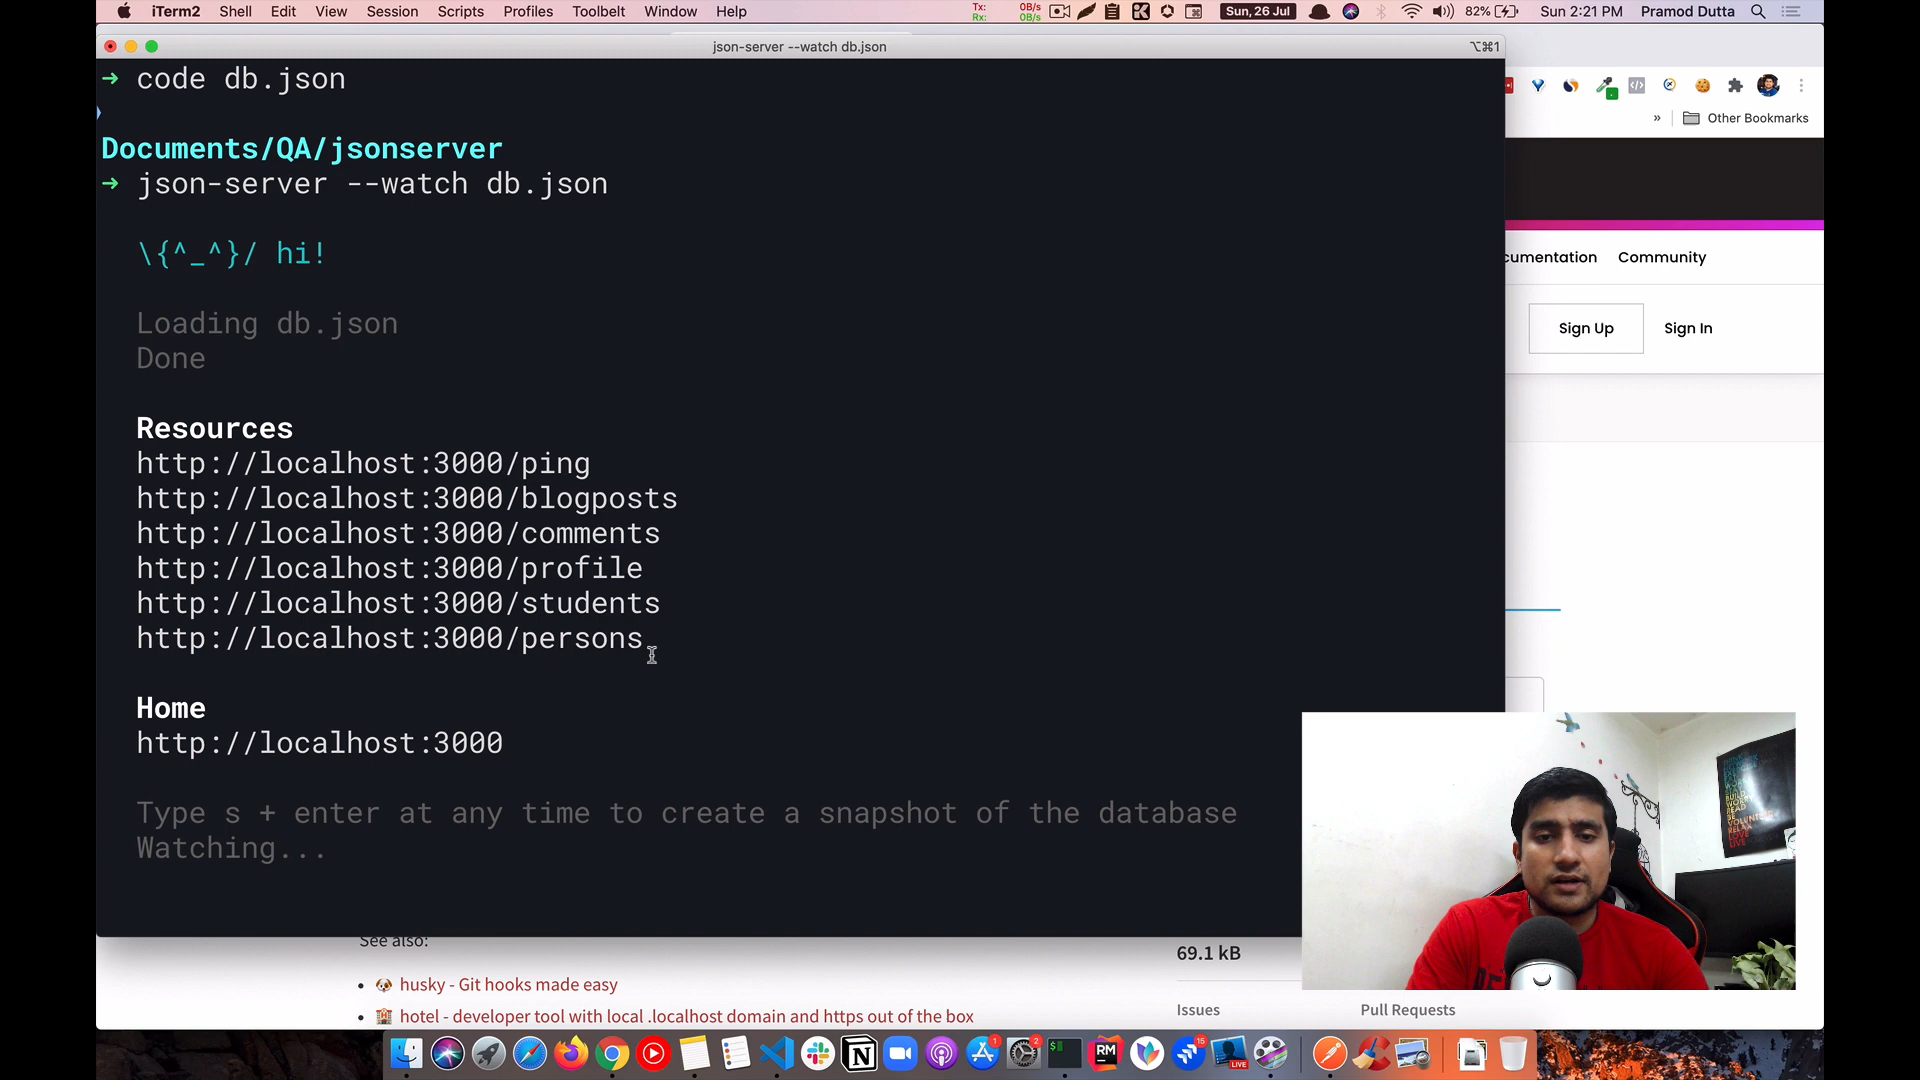 iTerm2 Shell Edit View Session Scripts Profiles Toolbelt Window Help
Tx: 0B/s
Rx: 0B/s
Sun, 26 Jul
82%
Sun 2:21 PM Pramod Dutta
json-server --watch db.json
⌥⌘1
➜ code db.json
Documents/QA/jsonserver
➜ json-server --watch db.json
\{^_^}/ hi!
Loading db.json
Done
Resources
http://localhost:3000/ping
http://localhost:3000/blogposts
http://localhost:3000/comments
http://localhost:3000/profile
http://localhost:3000/students
http://localhost:3000/persons
Home
http://localhost:3000
Type s + enter at any time to create a snapshot of the database
Watching...
» Other Bookmarks
cumentation Community
Sign Up Sign In
See also:
69.1 kB
husky - Git hooks made easy
Issues Pull Requests
hotel - developer tool with local .localhost domain and https out of the box